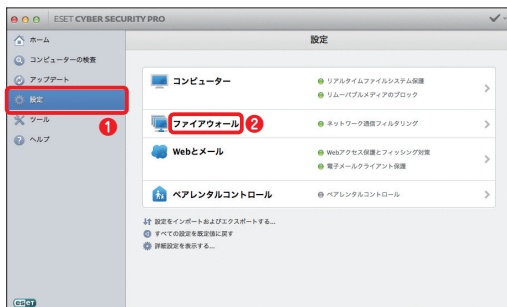 ESET CYBER SECURITY PRO
ホーム
コンピューターの検査
アップデート
設定
ツール
ヘルプ
1
設定
コンピューター
リアルタイムファイルシステム保護
リムーバブルメディアのブロック
ファイアウォール
2
ネットワーク通信フィルタリング
Webとメール
Webアクセス保護とフィッシング対策
電子メールクライアント保護
ペアレンタルコントロール
ペアレンタルコントロール
設定をインポートおよびエクスポートする...
すべての設定を既定値に戻す
詳細設定を表示する...
eset